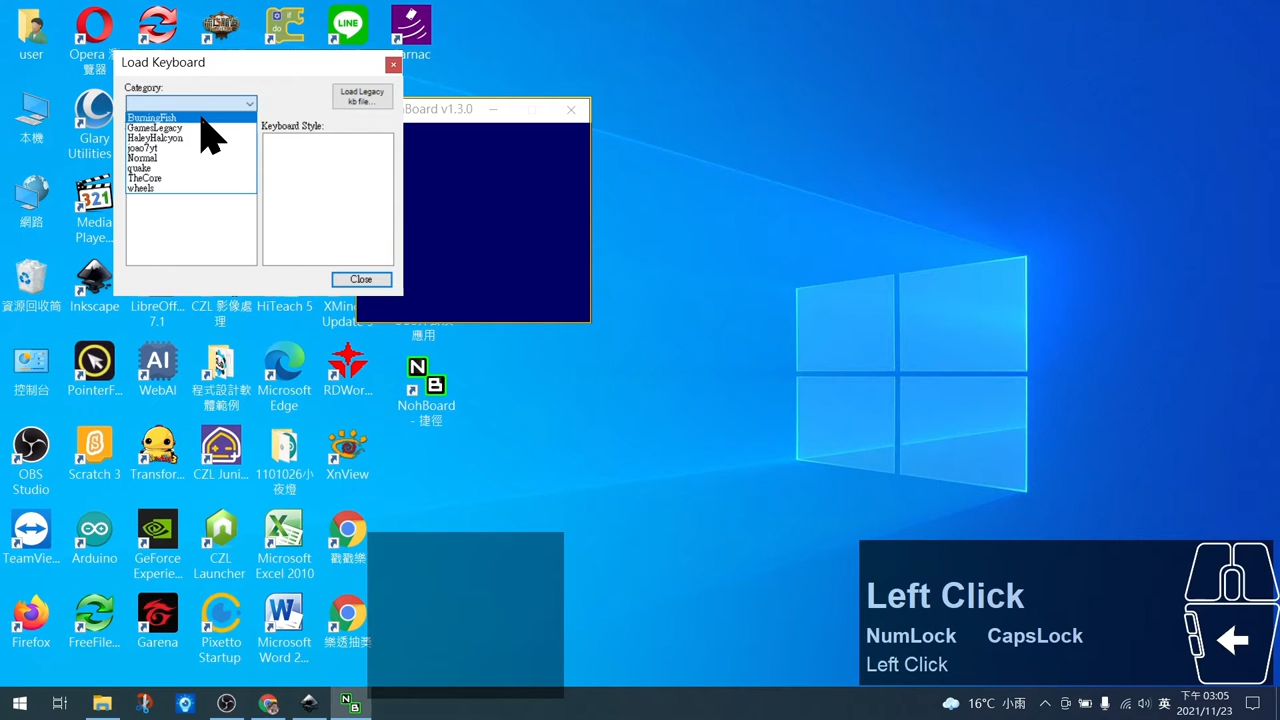 user
Opera 瀏
覽器
LINE
Load Keyboard
Category:
Load Legacy
kb file...
BurningFish
GamesLegacy
HaleyHalcyon
joao7yt
Normal
quake
TheCore
wheels
Keyboard Style:
Close
Board v1.3.0
本機
Glary
Utilities
網路
321
Media
Playe...
資源回收筒
Inkscape
LibreOff...
7.1
CZL 影像處
理
HiTeach 5
XMin
Update
應用
控制台
PointerF...
AI
WebAI
程式設計軟
體範例
Microsoft
Edge
RDWor...
N
B
NohBoard
- 捷徑
OBS
Studio
Scratch 3
Transfor...
CZL Juni...
1101026小
夜燈
XnView
TeamVie...
Arduino
GeForce
Experie...
CZL
Launcher
Microsoft
Excel 2010
戳戳樂
Firefox
FreeFile...
Garena
Pixetto
Startup
Microsoft
Word 2...
樂透抽獎
Left Click
NumLock CapsLock
Left Click
16°C 小雨
英
下午 03:05
2021/11/23